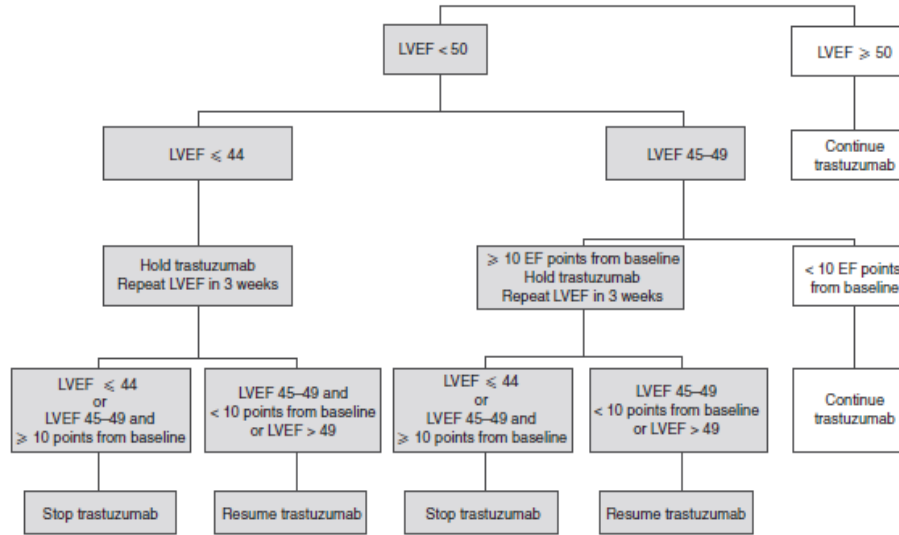 LVEF < 50
LVEF ⩾ 50
LVEF ⩽ 44
LVEF 45–49
Continue
trastuzumab
Hold trastuzumab
Repeat LVEF in 3 weeks
⩾ 10 EF points from baseline
Hold trastuzumab
Repeat LVEF in 3 weeks
< 10 EF points
from baseline
LVEF ⩽ 44
or
LVEF 45–49 and
⩾ 10 points from baseline
LVEF 45–49 and
< 10 points from baseline
or LVEF > 49
LVEF ⩽ 44
or
LVEF 45–49 and
⩾ 10 points from baseline
LVEF 45–49
< 10 points from baseline
or LVEF > 49
Continue
trastuzumab
Stop trastuzumab
Resume trastuzumab
Stop trastuzumab
Resume trastuzumab